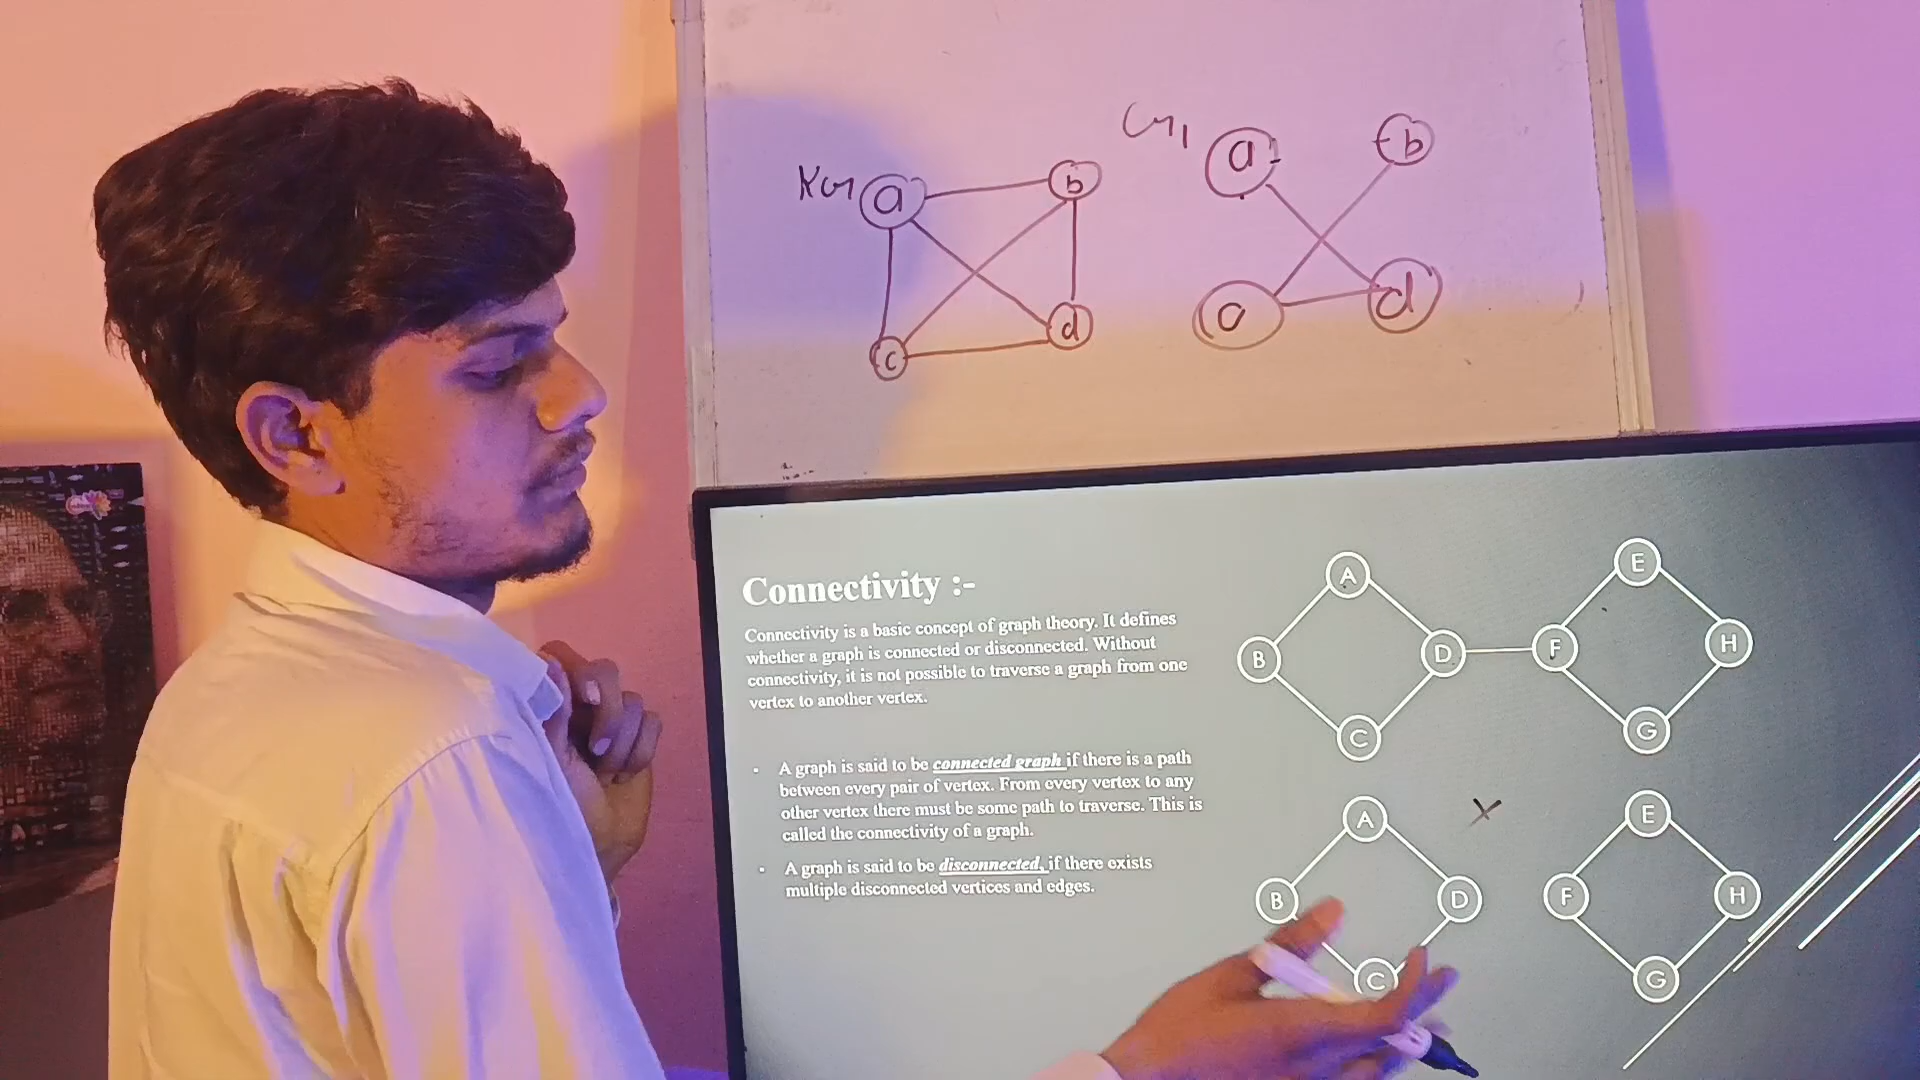 a b
c d
a b
d
Connectivity :-
Connectivity is a basic concept of graph theory. It defines
whether a graph is connected or disconnected. Without
connectivity, it is not possible to traverse a graph from one
vertex to another vertex.
• A graph is said to be connected graph if there is a path
between every pair of vertex. From every vertex to any
other vertex there must be some path to traverse. This is
called the connectivity of a graph.
• A graph is said to be disconnected, if there exists
multiple disconnected vertices and edges.
A
B D
C
E
F H
G
A
B D
C
E
F H
G